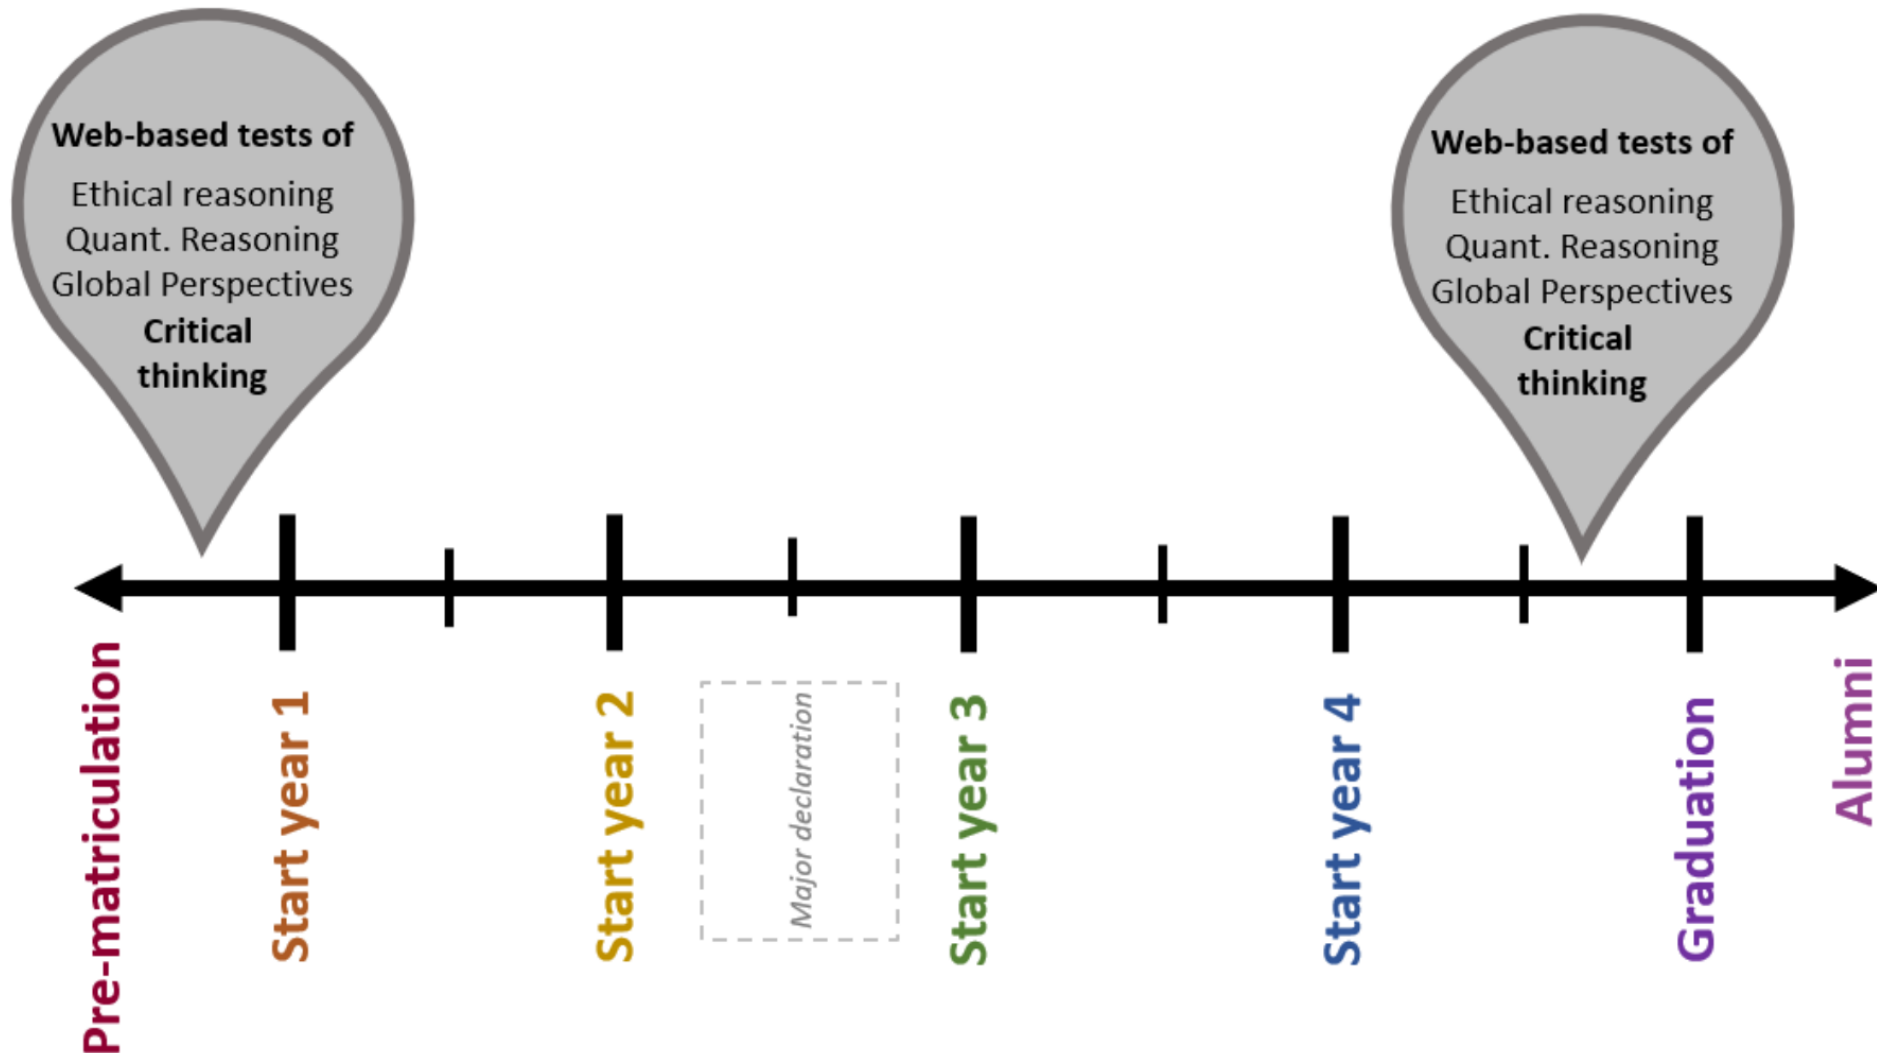 Web-based tests of
Ethical reasoning
Quant. Reasoning
Global Perspectives
Critical
thinking
Web-based tests of
Ethical reasoning
Quant. Reasoning
Global Perspectives
Critical
thinking
Pre-matriculation
Start year 1
Start year 2
Major declaration
Start year 3
Start year 4
Graduation
Alumni